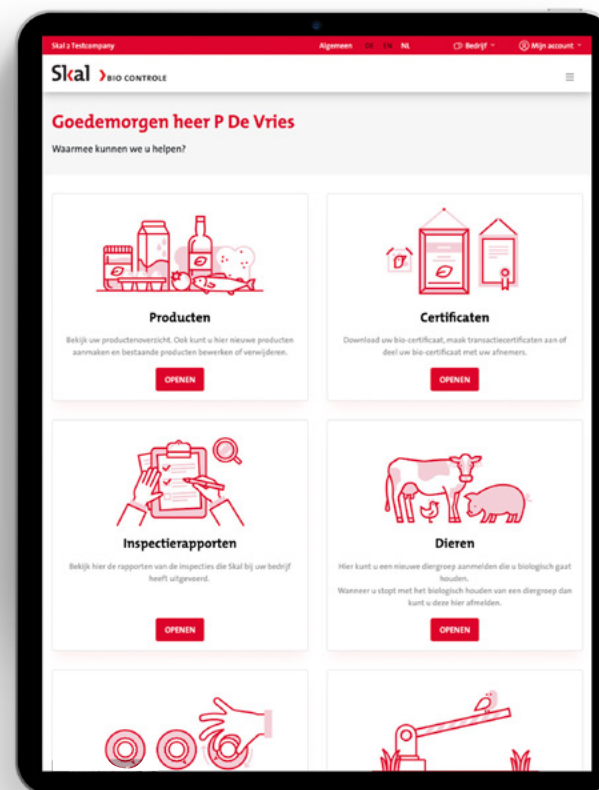 Skal 2 Testcompany Algemeen DE EN NL Bedrijf Mijn account
Skal BIO CONTROLE
Goedemorgen heer P De Vries
Waarmee kunnen we u helpen?
Producten
Bekijk uw productenoverzicht. Ook kunt u hier nieuwe producten
aanmaken en bestaande producten bewerken of verwijderen.
OPENEN
Certificaten
Download uw bio-certificaat, maak transactiecertificaten aan of
deel uw bio-certificaat met uw afnemers.
OPENEN
Inspectierapporten
Bekijk hier de rapporten van de inspecties die Skal bij uw bedrijf
heeft uitgevoerd.
OPENEN
Dieren
Hier kunt u een nieuwe diergroep aanmelden die u biologisch gaat
houden.
Wanneer u stopt met het biologisch houden van een diergroep dan
kunt u deze hier afmelden.
OPENEN